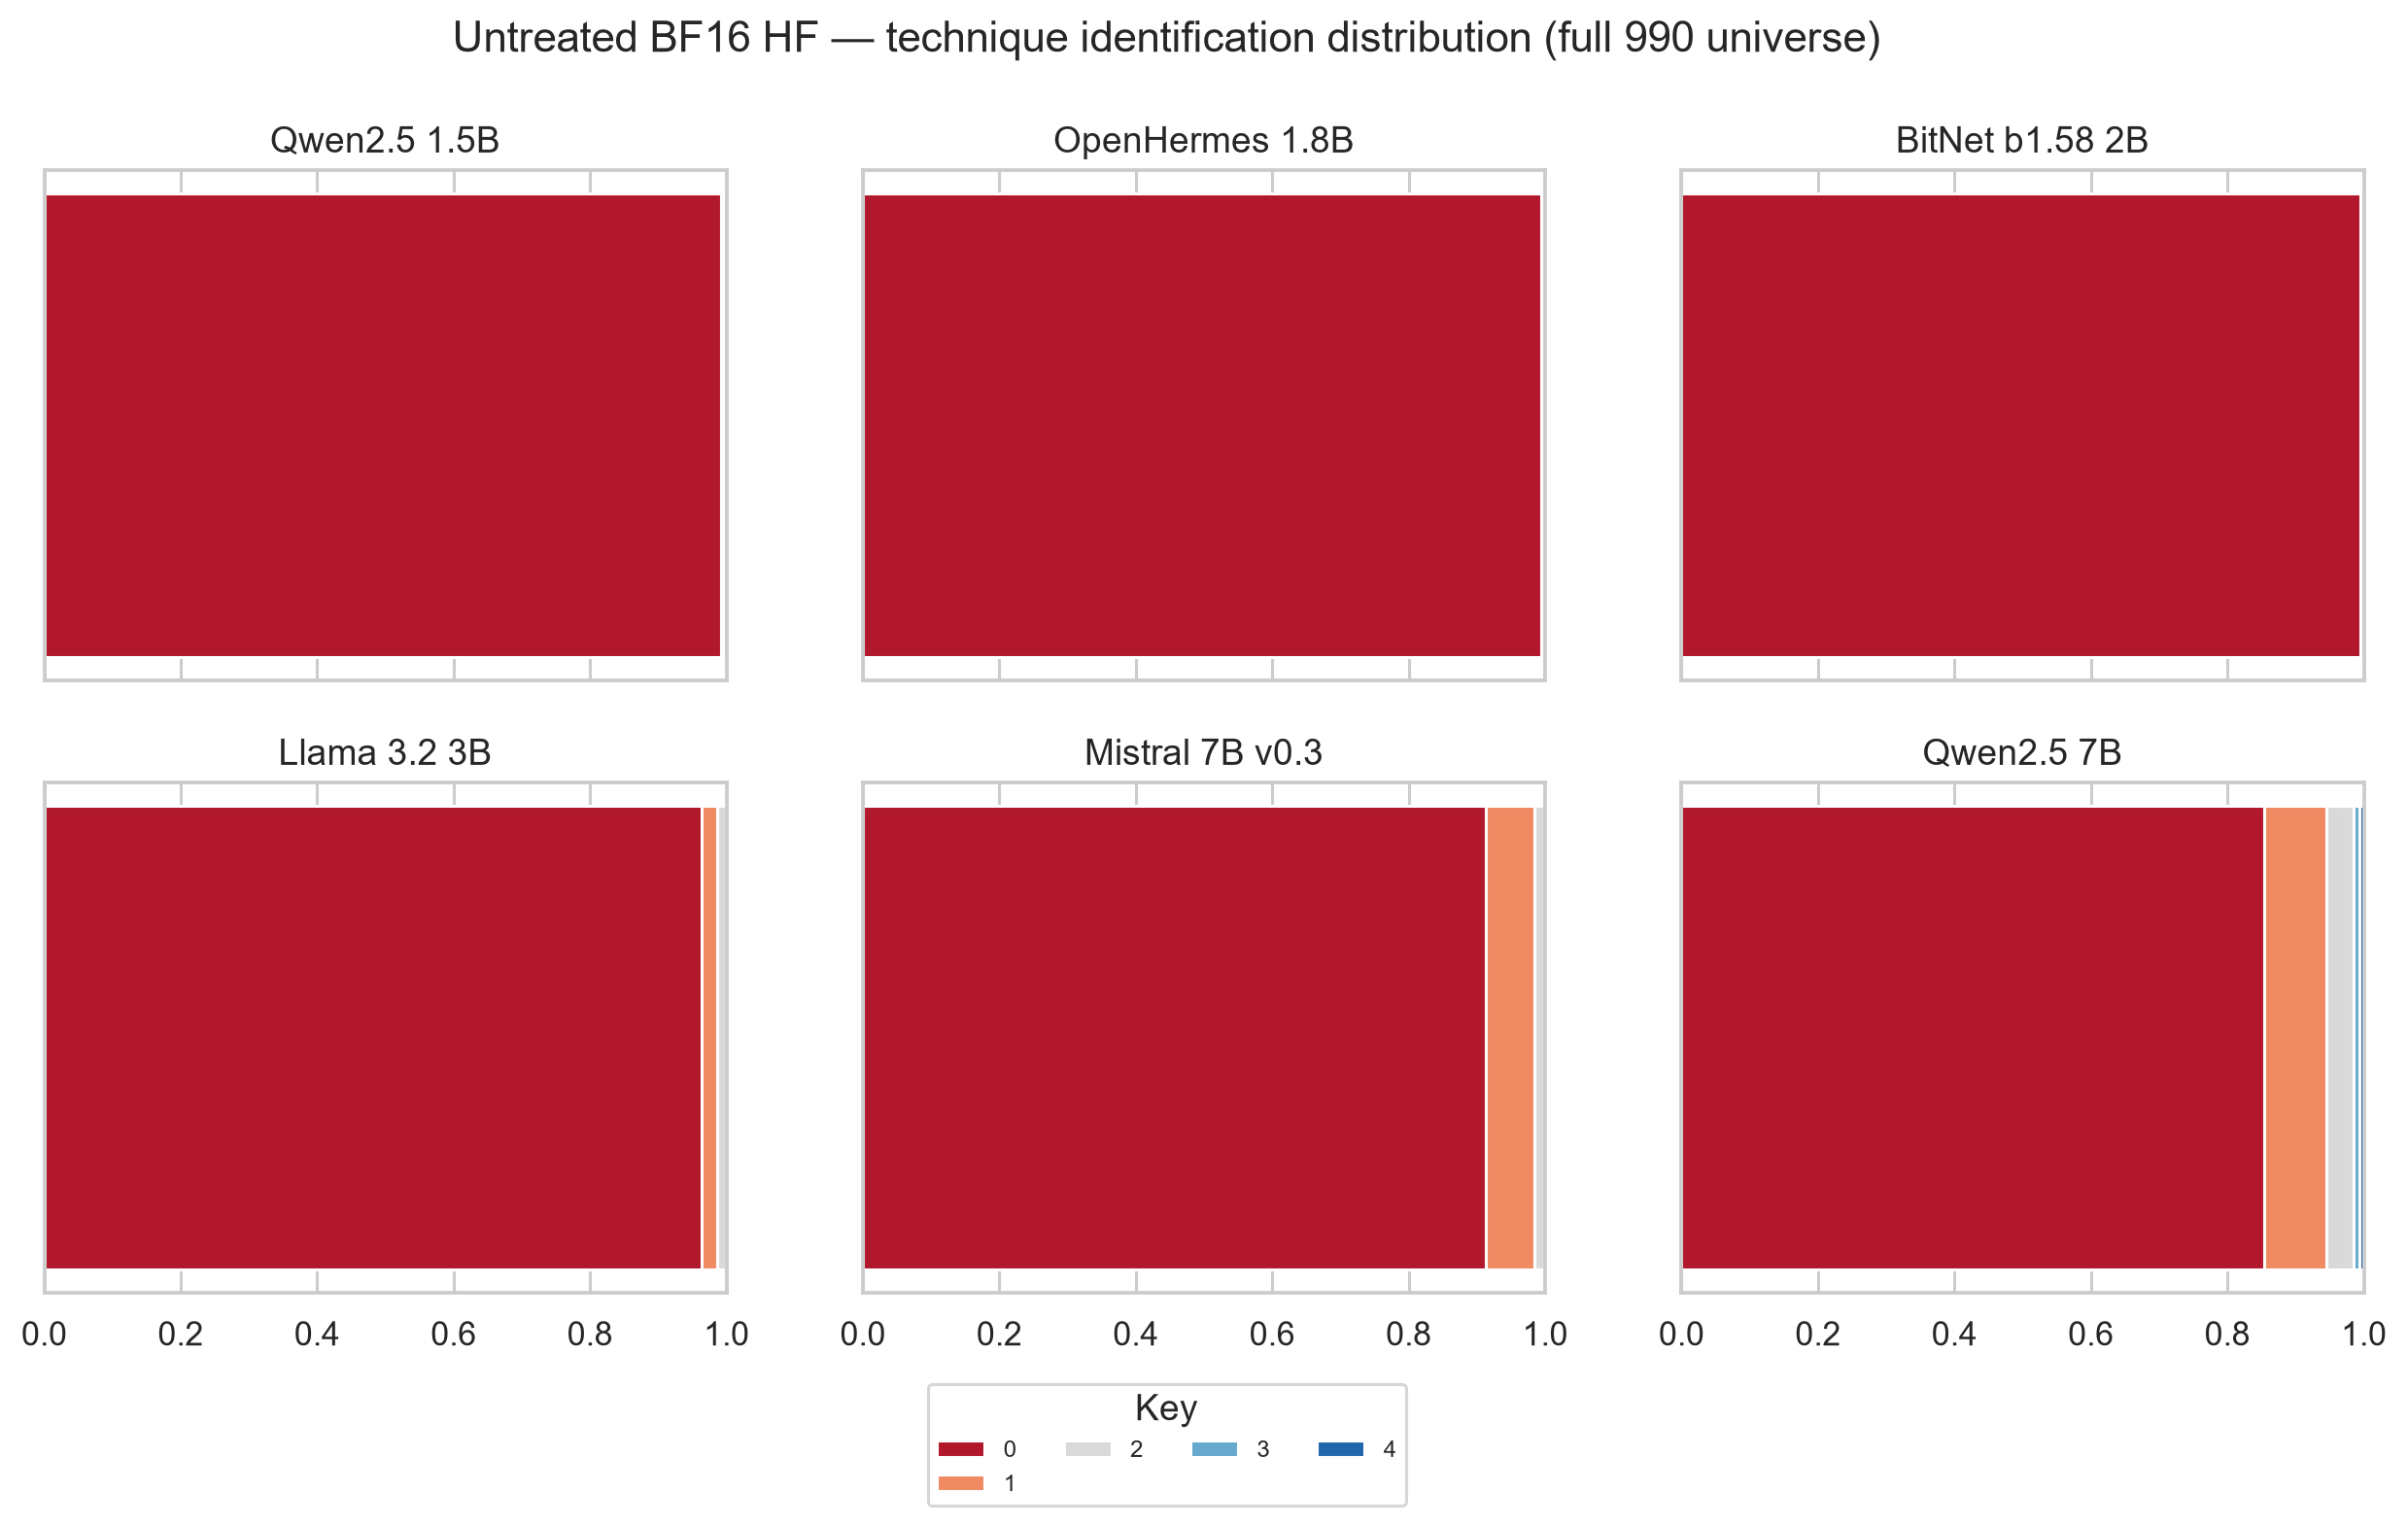 Untreated BF16 HF — technique identification distribution (full 990 universe)
Qwen2.5 1.5B
OpenHermes 1.8B
BitNet b1.58 2B
Llama 3.2 3B
Mistral 7B v0.3
Qwen2.5 7B
0.0 0.2 0.4 0.6 0.8 1.0
0.0 0.2 0.4 0.6 0.8 1.0
0.0 0.2 0.4 0.6 0.8 1.0
Key
0 2 3 4
1